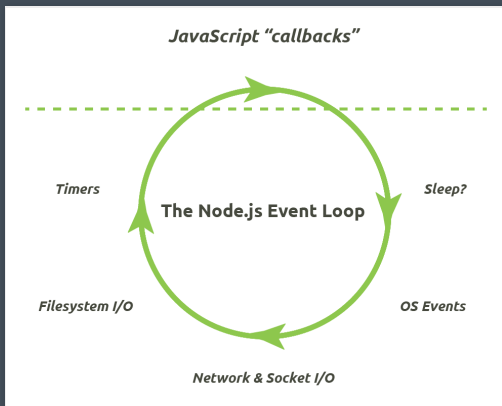 JavaScript “callbacks”
Timers
Sleep?
The Node.js Event Loop
Filesystem I/O
OS Events
Network & Socket I/O